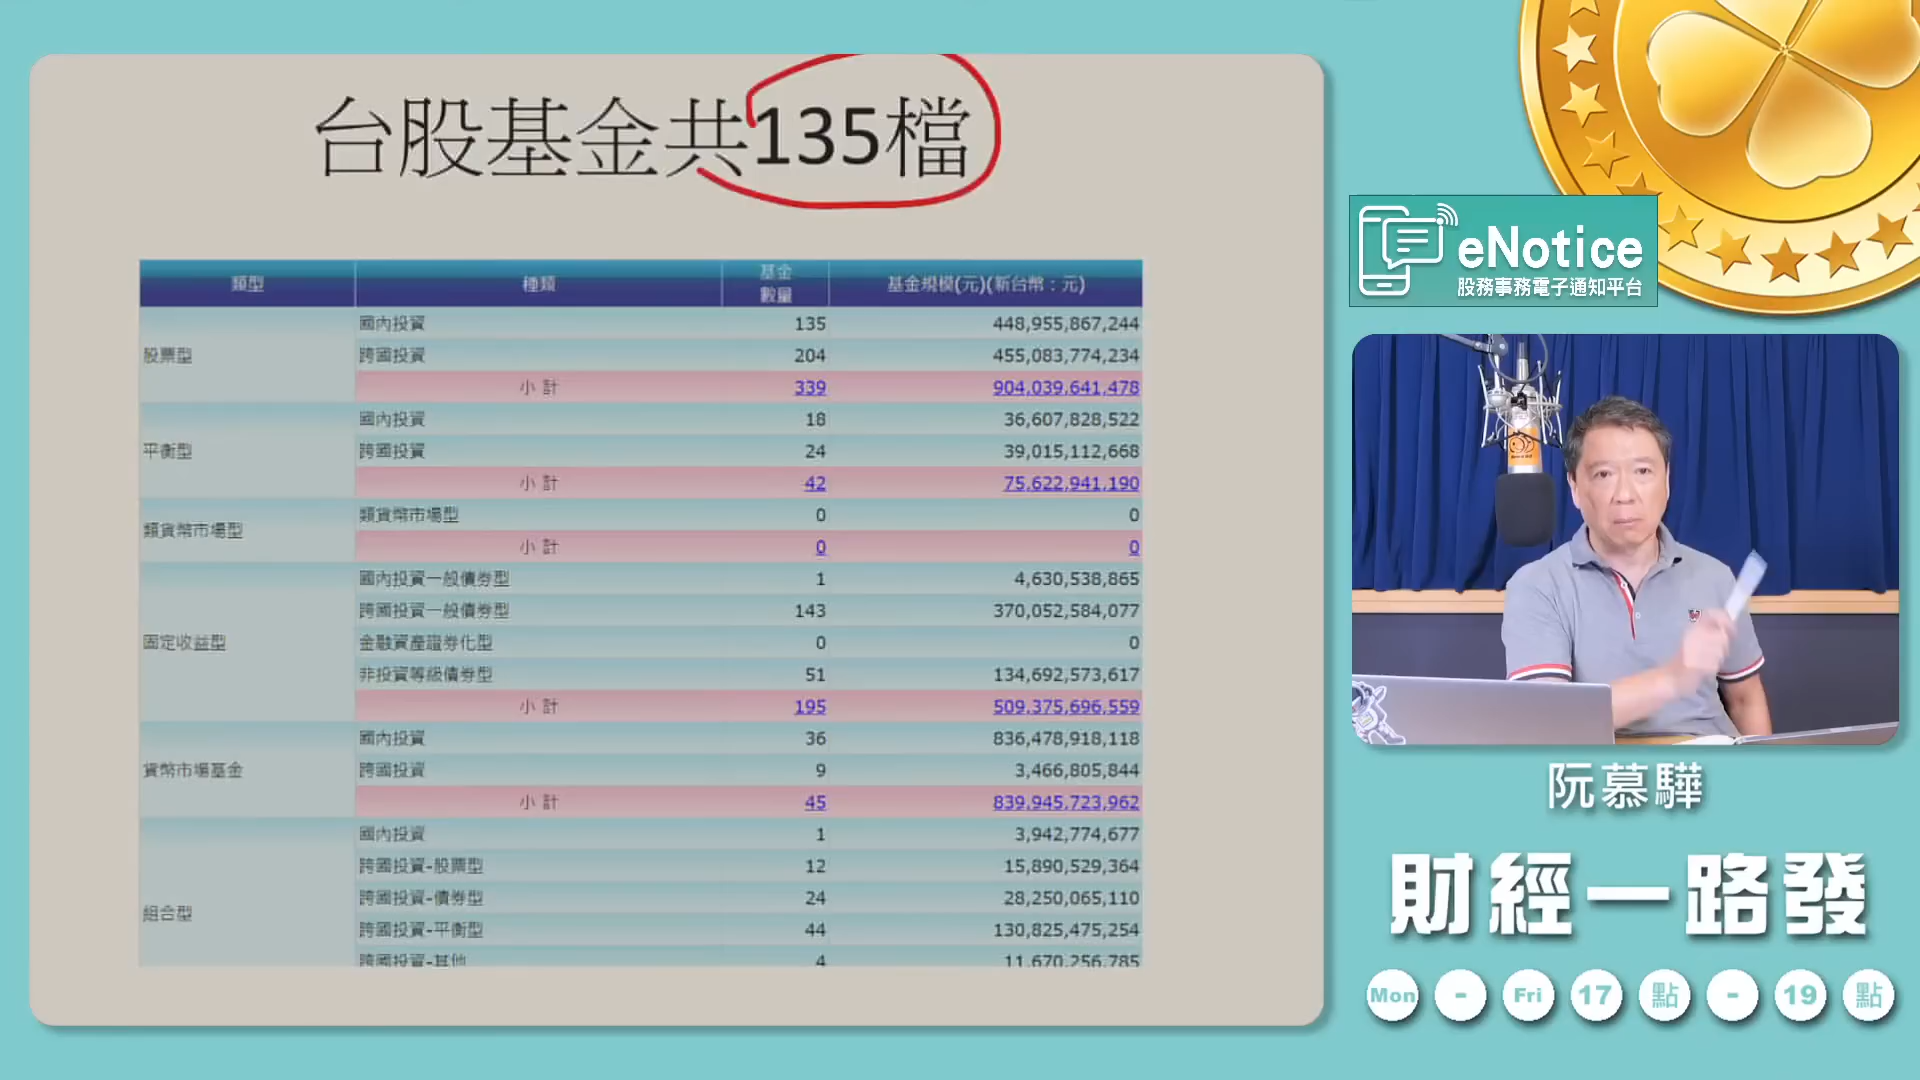 台股基金共135檔
類型 種類 基金數量 基金規模(元)(新台幣：元)
股票型
國內投資 135 448,955,867,244
跨國投資 204 455,083,774,234
小 計 339 904,039,641,478
平衡型
國內投資 18 36,607,828,522
跨國投資 24 39,015,112,668
小 計 42 75,622,941,190
類貨幣市場型
類貨幣市場型 0 0
小 計 0 0
固定收益型
國內投資一般債券型 1 4,630,538,865
跨國投資一般債券型 143 370,052,584,077
金融資產證券化型 0 0
非投資等級債券型 51 134,692,573,617
小 計 195 509,375,696,559
貨幣市場基金
國內投資 36 836,478,918,118
跨國投資 9 3,466,805,844
小 計 45 839,945,723,962
組合型
國內投資 1 3,942,774,677
跨國投資-股票型 12 15,890,529,364
跨國投資-債券型 24 28,250,065,110
跨國投資-平衡型 44 130,825,475,254
跨國投資-其他 4 11,670,256,785
eNotice
股務事務電子通知平台
阮慕驊
財經一路發
Mon - Fri 17 點 - 19 點